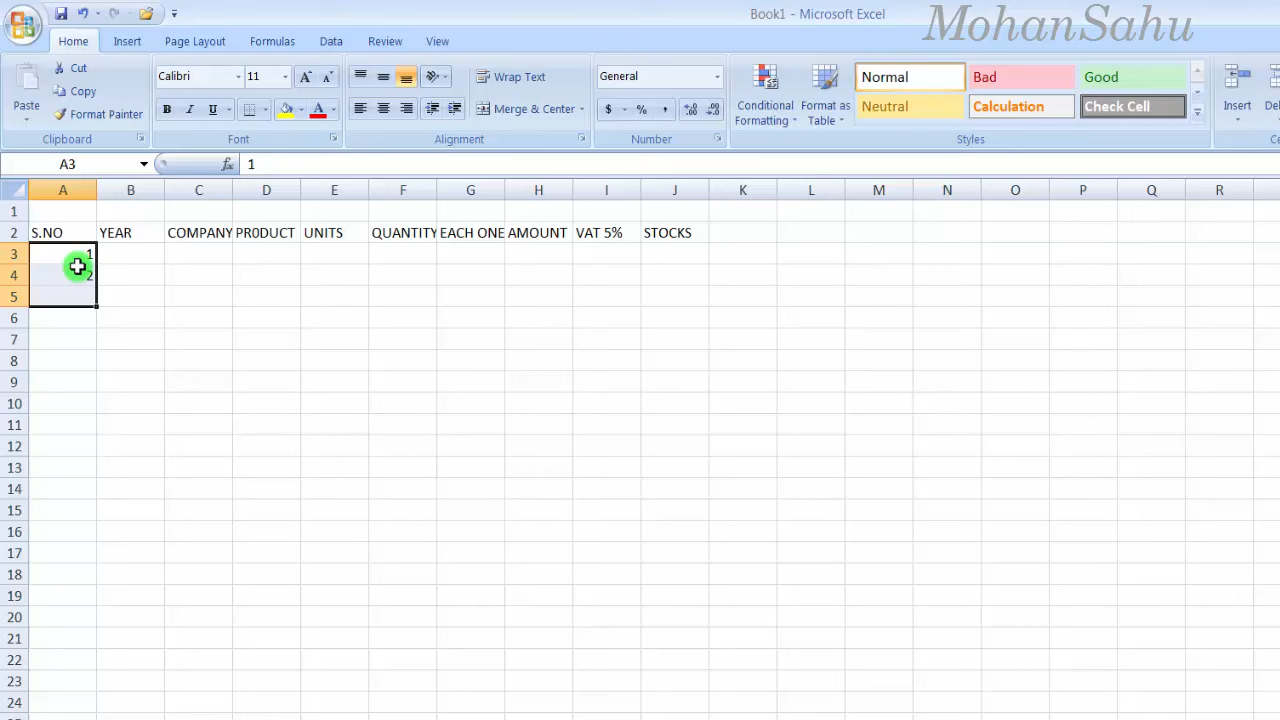 Book1 - Microsoft Excel
MohanSahu
Home Insert Page Layout Formulas Data Review View
Paste
Cut
Copy
Format Painter
Clipboard
Calibri 11 A A
B I U A
Font
Wrap Text
Merge & Center
Alignment
General
$ % ,
Number
Conditional Formatting
Format as Table
Normal Bad Good
Neutral Calculation Check Cell
Styles
Insert
A3 fx 1
A B C D E F G H I J K L M N O P Q R
1
2 S.NO YEAR COMPANY PR0DUCT UNITS QUANTITY EACH ONE AMOUNT VAT 5% STOCKS
3 1
4 2
5
6
7
8
9
10
11
12
13
14
15
16
17
18
19
20
21
22
23
24